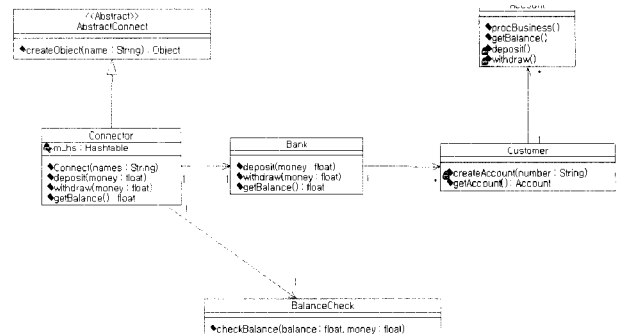 <<Abstract>>
AbstractConnect
createObject(name : String) : Object
Account
procBusiness()
getBalance()
deposit()
withdraw()
Connector
m_hs : Hashtable
Connect(names : String)
deposit(money : float)
withdraw(money : float)
getBalance() : float
1
1
Bank
deposit(money : float)
withdraw(money : float)
getBalance() : float
1
1
*
Customer
createAccount(number : String)
getAccount() : Account
1
*
1
BalanceCheck
checkBalance(balance : float, money : float)